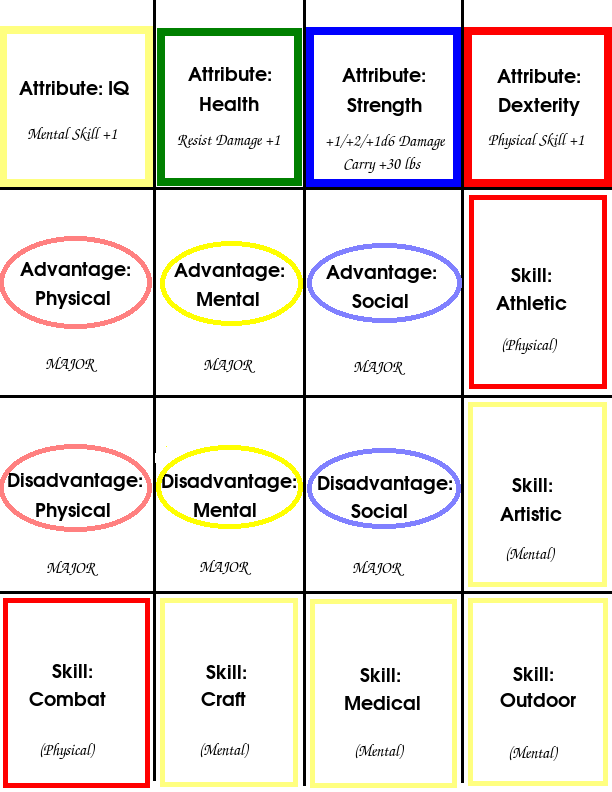 Attribute: IQ
Mental Skill +1
Attribute:
Health
Resist Damage +1
Attribute:
Strength
+1/+2/+1d6 Damage
Carry +30 lbs
Attribute:
Dexterity
Physical Skill +1
Advantage:
Physical
MAJOR
Advantage:
Mental
MAJOR
Advantage:
Social
MAJOR
Skill:
Athletic
(Physical)
Disadvantage:
Physical
MAJOR
Disadvantage:
Mental
MAJOR
Disadvantage:
Social
MAJOR
Skill:
Artistic
(Mental)
Skill:
Combat
(Physical)
Skill:
Craft
(Mental)
Skill:
Medical
(Mental)
Skill:
Outdoor
(Mental)